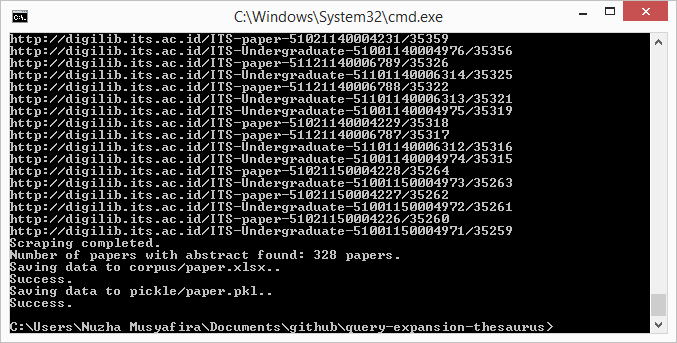 C:\Windows\System32\cmd.exe
http://digilib.its.ac.id/ITS-paper-51021140004231/35359
http://digilib.its.ac.id/ITS-Undergraduate-51001140004976/35356
http://digilib.its.ac.id/ITS-paper-51121140006789/35326
http://digilib.its.ac.id/ITS-Undergraduate-51101140006314/35325
http://digilib.its.ac.id/ITS-paper-51121140006788/35322
http://digilib.its.ac.id/ITS-Undergraduate-51101140006313/35321
http://digilib.its.ac.id/ITS-Undergraduate-51001140004975/35319
http://digilib.its.ac.id/ITS-paper-51021140004229/35318
http://digilib.its.ac.id/ITS-paper-51121140006787/35317
http://digilib.its.ac.id/ITS-Undergraduate-51101140006312/35316
http://digilib.its.ac.id/ITS-Undergraduate-51001140004974/35315
http://digilib.its.ac.id/ITS-paper-51021150004228/35264
http://digilib.its.ac.id/ITS-Undergraduate-51001150004973/35263
http://digilib.its.ac.id/ITS-paper-51021150004227/35262
http://digilib.its.ac.id/ITS-Undergraduate-51001150004972/35261
http://digilib.its.ac.id/ITS-paper-51021150004226/35260
http://digilib.its.ac.id/ITS-Undergraduate-51001150004971/35259
Scraping completed.
Number of papers with abstract found: 328 papers.
Saving data to corpus/paper.xlsx..
Success.
Saving data to pickle/paper.pkl..
Success.
C:\Users\Nuzha Musyafira\Documents\github\query-expansion-thesaurus>